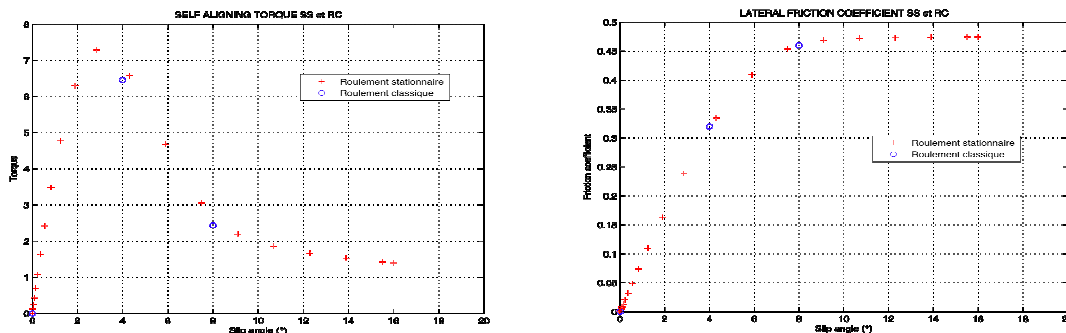 SELF ALIGNING TORQUE SS et RC
8
7
6
5
4
3
2
1
0
Torque
Roulement stationnaire
Roulement classique
0 2 4 6 8 10 12 14 16 18 20
Slip angle (°)
LATERAL FRICTION COEFFICIENT SS et RC
0.5
0.45
0.4
0.35
0.3
0.25
0.2
0.15
0.1
0.05
0
Friction coefficient
Roulement stationnaire
Roulement classique
0 2 4 6 8 10 12 14 16 18 20
Slip angle (°)